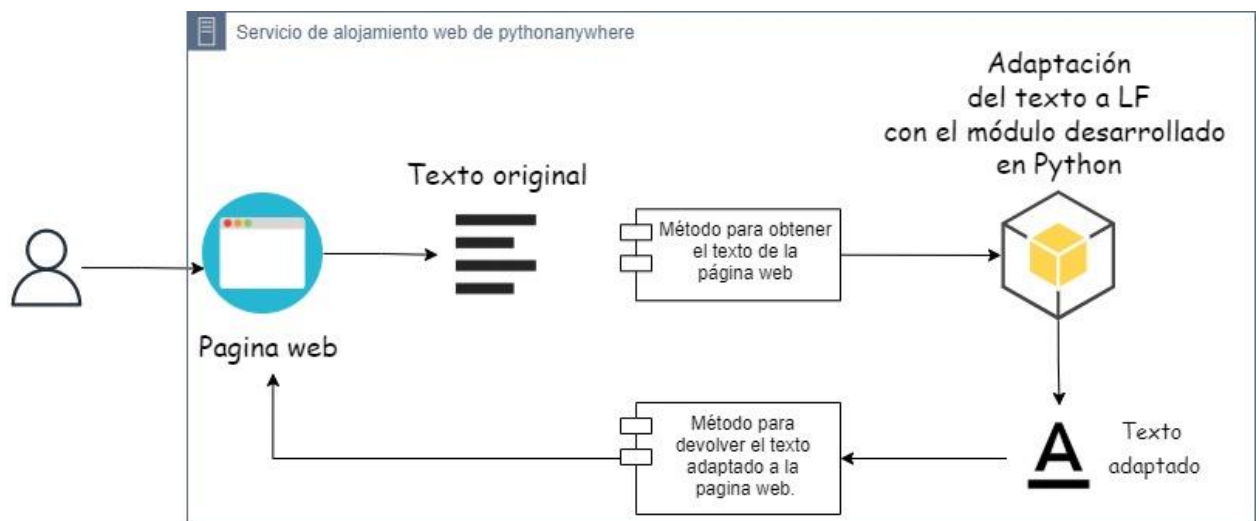 Servicio de alojamiento web de pythonanywhere
Adaptación
del texto a LF
con el módulo desarrollado
en Python
Texto original
Método para obtener
el texto de la
página web
Pagina web
Método para
devolver el texto
adaptado a la
pagina web.
A
Texto
adaptado